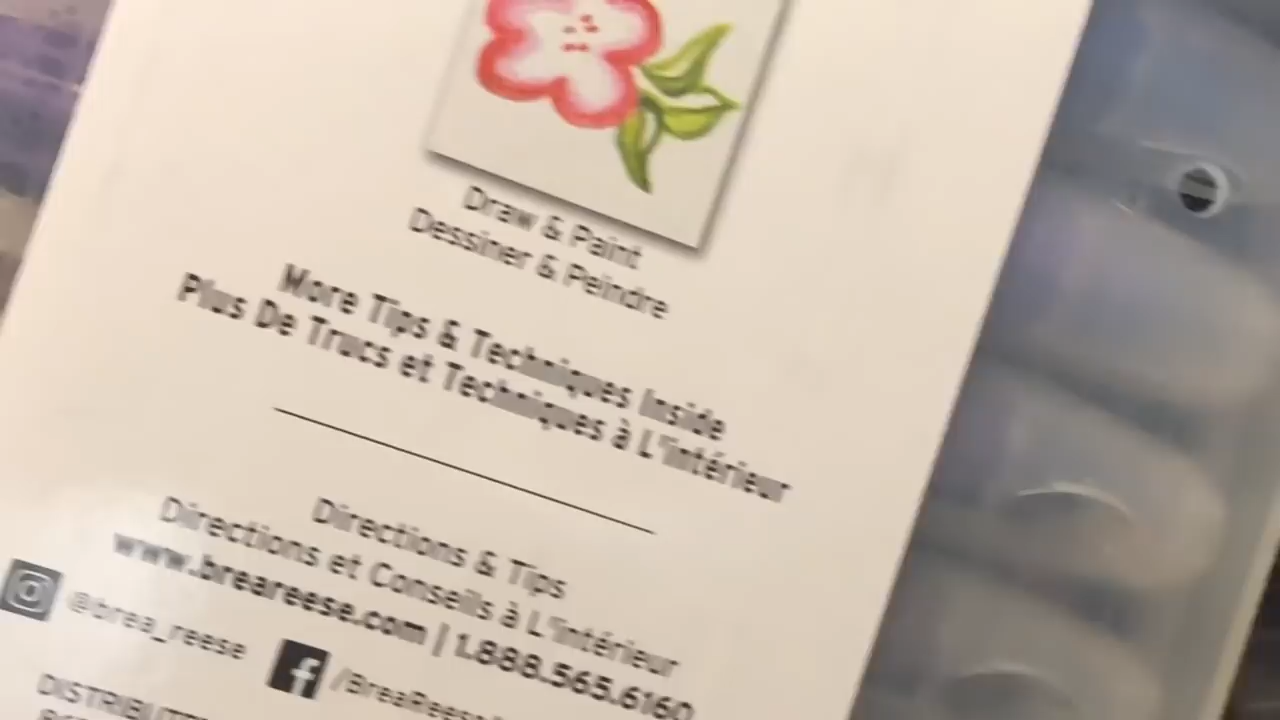 Draw & Paint
Dessiner & Peindre
More Tips & Techniques Inside
Plus De Trucs et Techniques à L'intérieur
Directions & Tips
Directions et Conseils à L'intérieur
www.breareese.com | 1.888.565.6160
@brea_reese